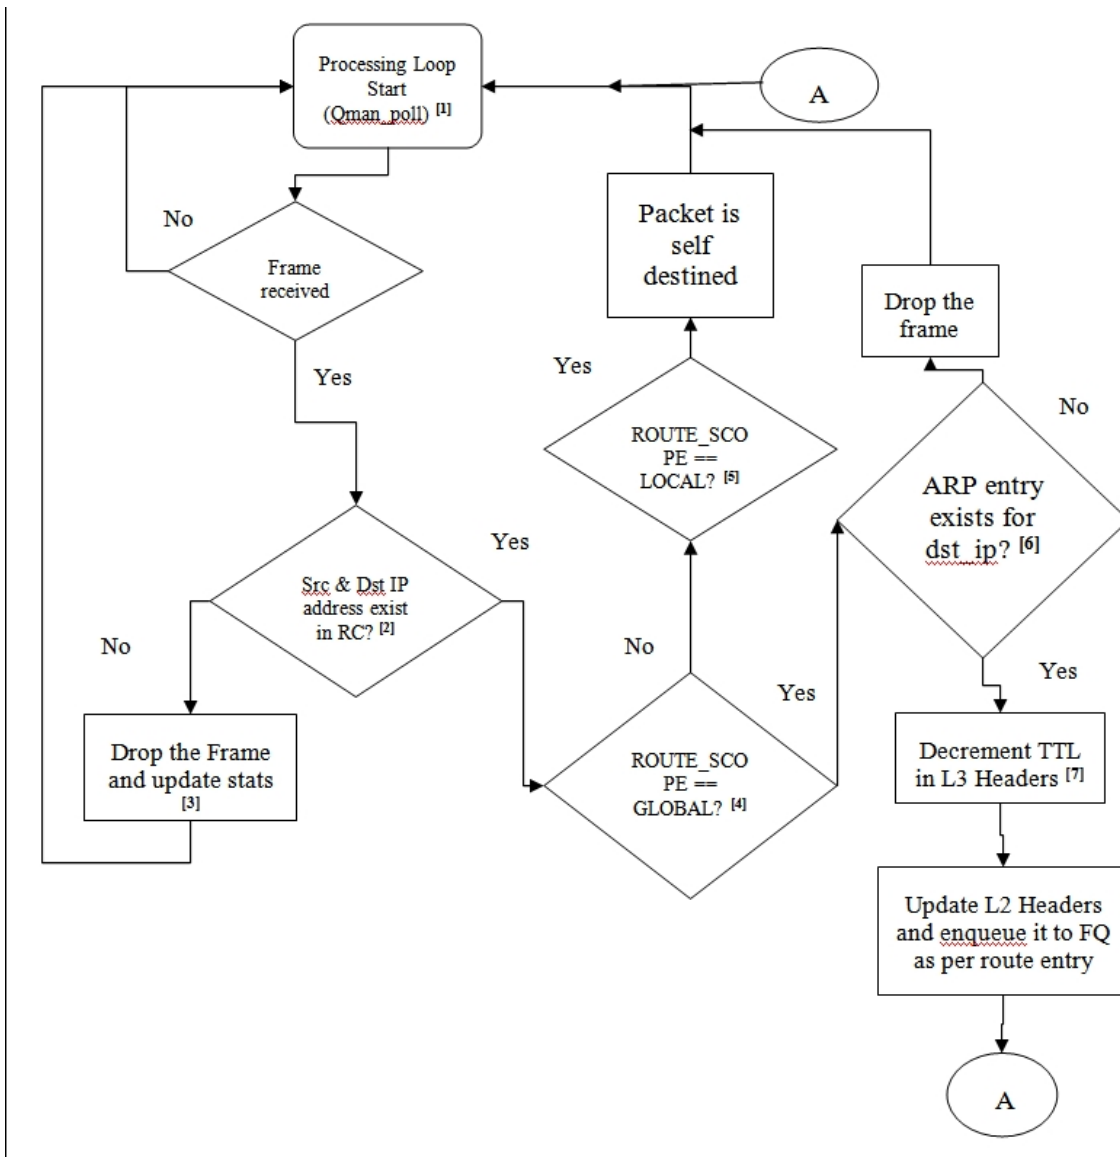 Processing Loop
Start
(Qman_poll) [1]
A
No
Frame
received
Yes
Packet is
self
destined
Drop the
frame
Yes
ROUTE_SCO
PE ==
LOCAL? [5]
No
ARP entry
exists for
dst_ip? [6]
Yes
Src & Dst IP
address exist
in RC? [2]
No
No
Yes
Yes
Drop the Frame
and update stats
[3]
ROUTE_SCO
PE ==
GLOBAL? [4]
Decrement TTL
in L3 Headers [7]
Update L2 Headers
and enqueue it to FQ
as per route entry
A